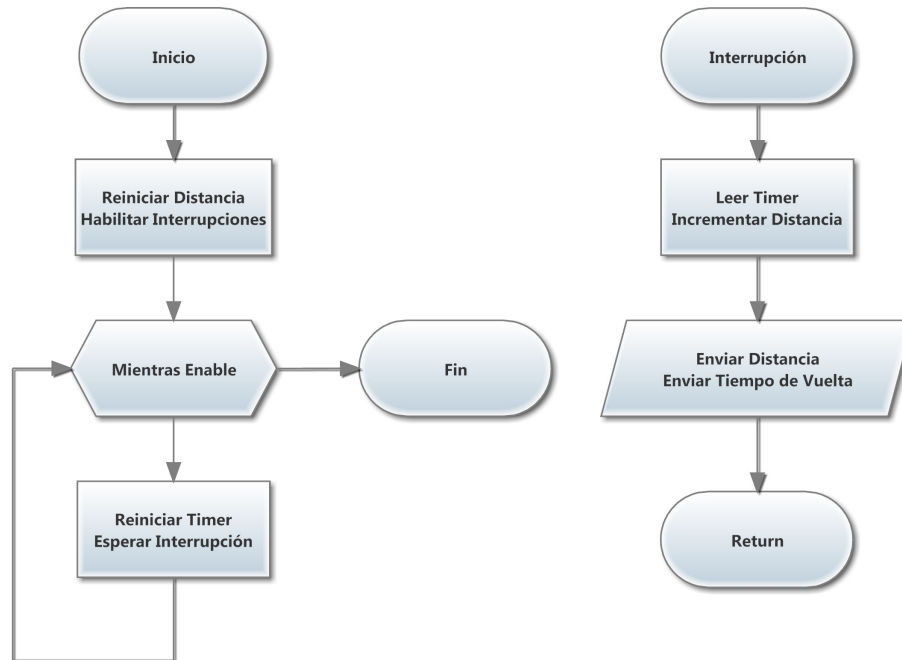 Inicio
Reiniciar Distancia
Habilitar Interrupciones
Mientras Enable
Fin
Reiniciar Timer
Esperar Interrupción
Interrupción
Leer Timer
Incrementar Distancia
Enviar Distancia
Enviar Tiempo de Vuelta
Return